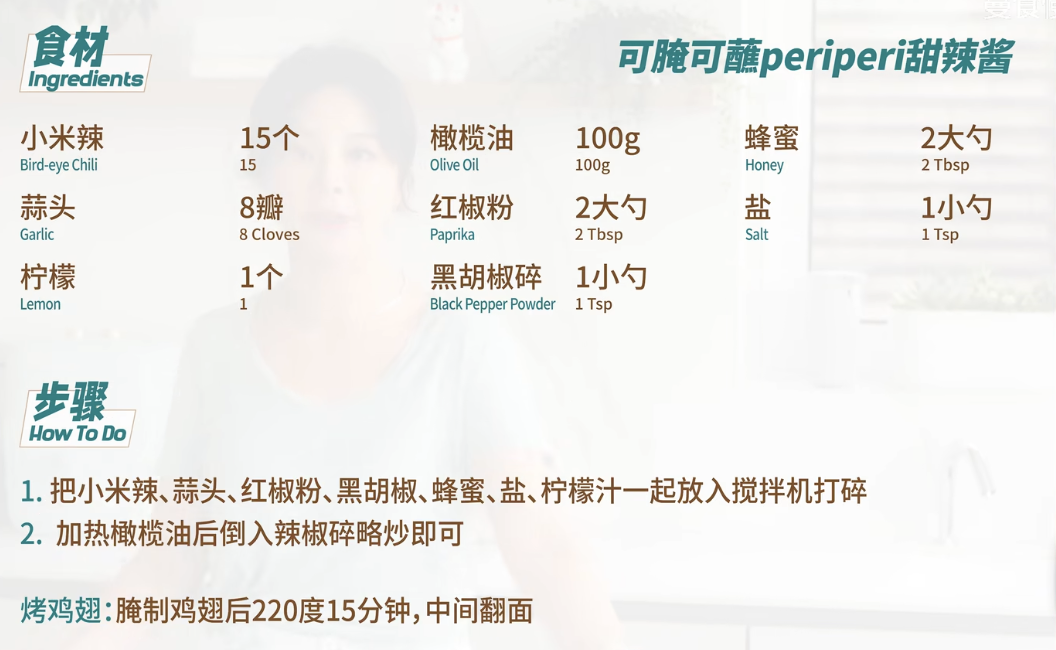 食材
Ingredients
可腌可蘸periperi甜辣酱
小米辣 15个 橄榄油 100g 蜂蜜 2大勺
Bird-eye Chili 15 Olive Oil 100g Honey 2 Tbsp
蒜头 8瓣 红椒粉 2大勺 盐 1小勺
Garlic 8 Cloves Paprika 2 Tbsp Salt 1 Tsp
柠檬 1个 黑胡椒碎 1小勺
Lemon 1 Black Pepper Powder 1 Tsp
步骤
How To Do
1. 把小米辣、蒜头、红椒粉、黑胡椒、蜂蜜、盐、柠檬汁一起放入搅拌机打碎
2. 加热橄榄油后倒入辣椒碎略炒即可
烤鸡翅：腌制鸡翅后220度15分钟，中间翻面